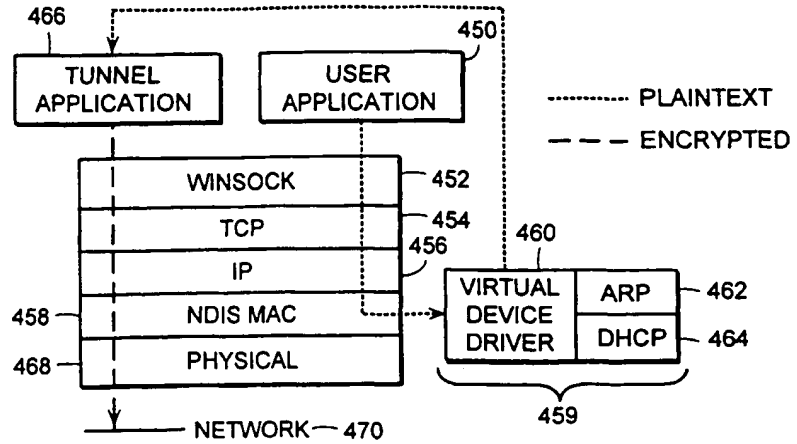 466
TUNNEL
APPLICATION
450
USER
APPLICATION
PLAINTEXT
ENCRYPTED
WINSOCK
452
TCP
454
IP
456
458
NDIS MAC
468
PHYSICAL
460
VIRTUAL
DEVICE
DRIVER
ARP
462
DHCP
464
459
NETWORK
470